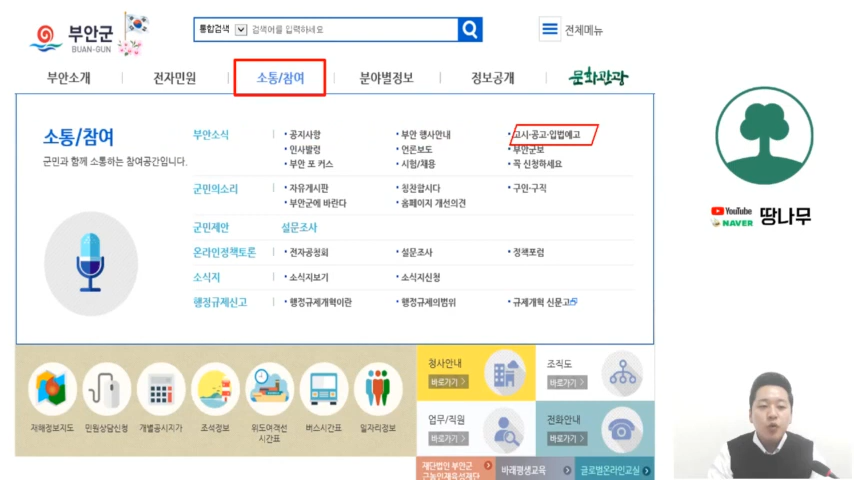 부안군
BUAN-GUN
통합검색 검색어를 입력하세요
전체메뉴
부안소개 전자민원 소통/참여 분야별정보 정보공개 문화관광
소통/참여
군민과 함께 소통하는 참여공간입니다.
부안소식 공지사항 부안 행사안내 고시·공고·입법예고
인사발령 언론보도 부안군보
부안 포커스 시험/채용 꼭 신청하세요
군민의소리 자유게시판 칭찬합시다 구인·구직
부안군에 바란다 홈페이지 개선의견
군민제안 설문조사
온라인정책토론 전자공청회 설문조사 정책포럼
소식지 소식지보기 소식지신청
행정규제신고 행정규제개혁이란 행정규제의범위 규제개혁 신문고
YouTube
NAVER
땅나무
재해정보지도 민원상담신청 개별공시지가 조석정보 위도여객선 시간표 버스시간표 일자리정보
청사안내
바로가기
조직도
바로가기
업무/직원
바로가기
전화안내
바로가기
재단법인 부안군
근농인재육성재단
미래평생교육
글로벌온라인교실